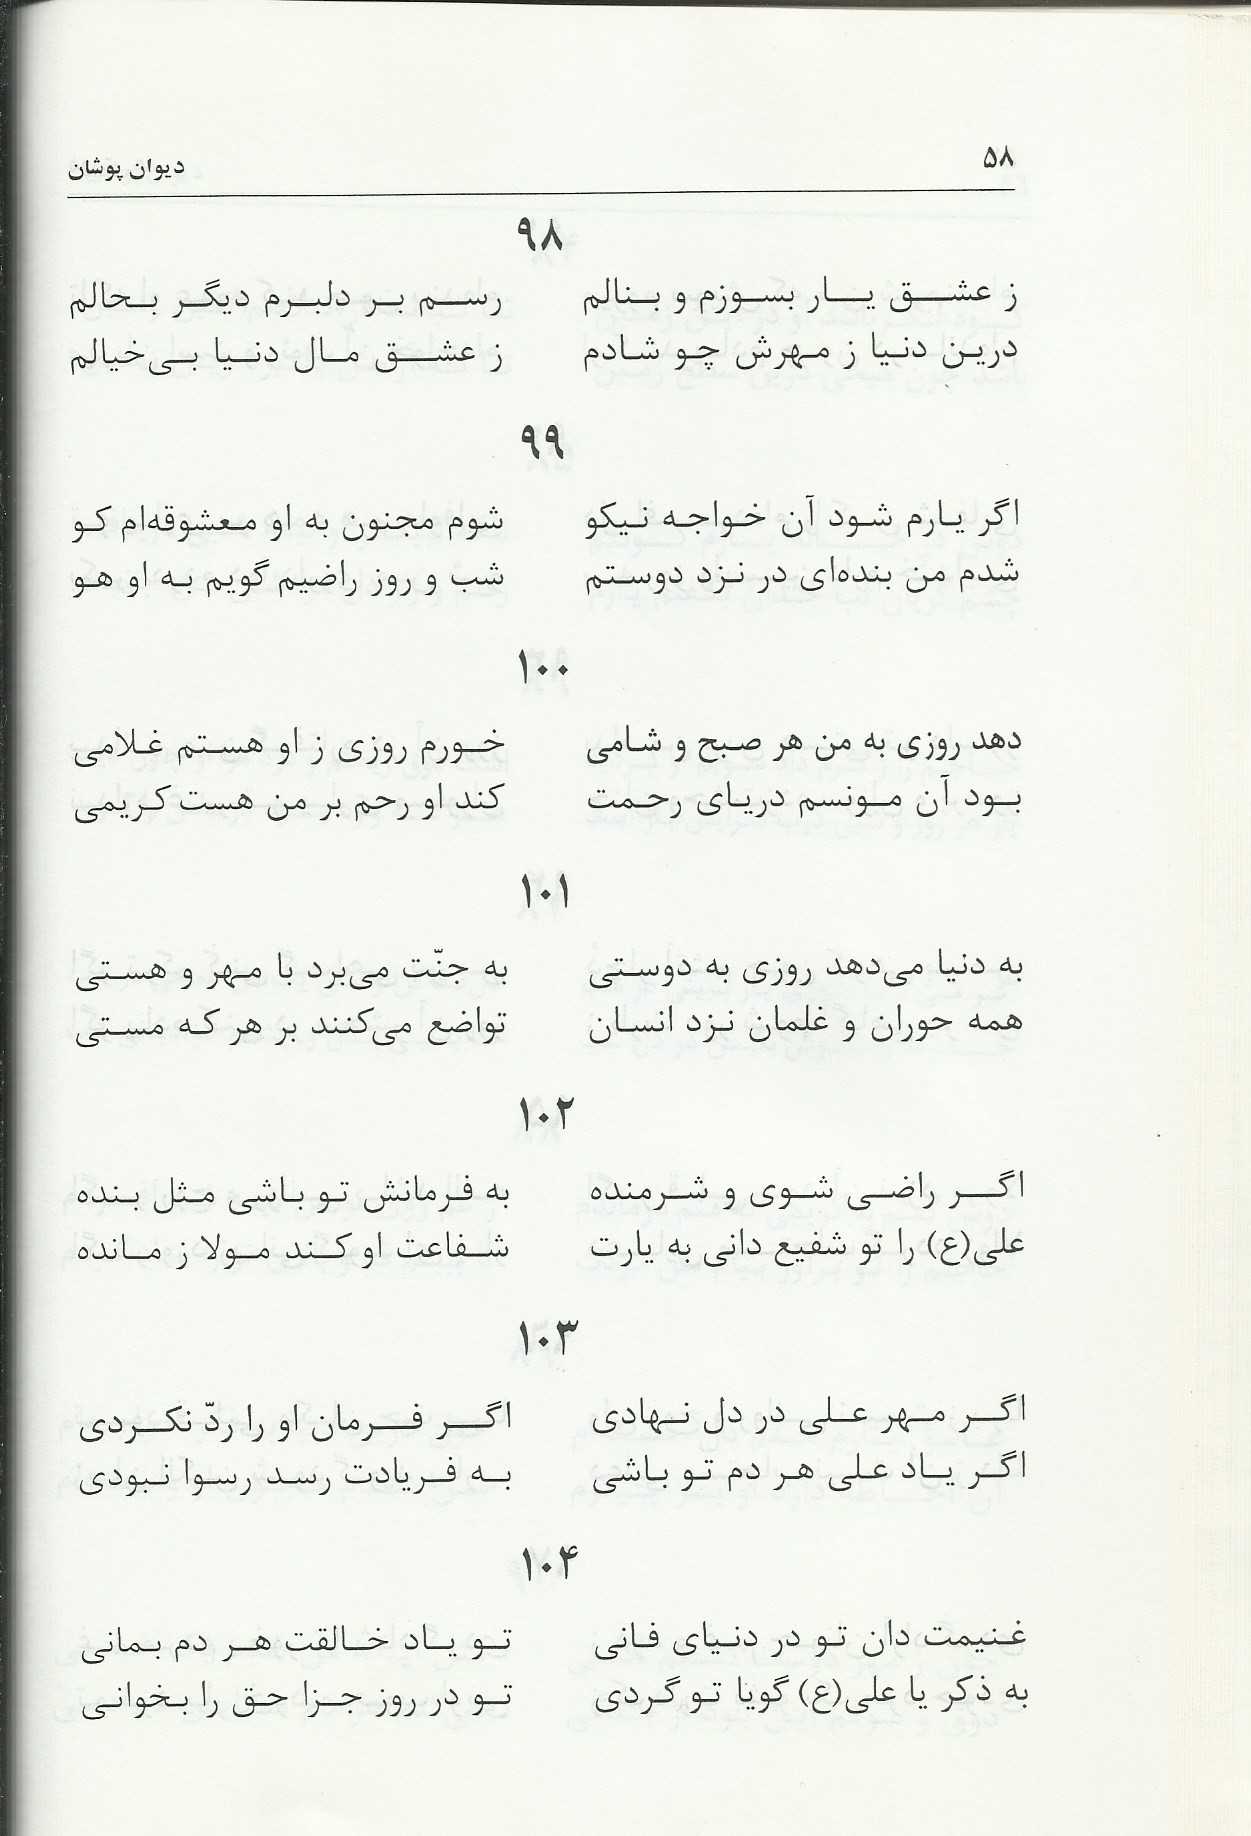 ۵۸ دیوان پوشان
۹۸
ز عشق یار بسوزم و بنالم رسم بر دلبرم دیگر بحالم
درین دنیا ز مهرش چو شادم ز عشق مال دنیا بی‌خیالم
۹۹
اگر یارم شود آن خواجه نیکو شوم مجنون به او معشوقه‌ام کو
شدم من بنده‌ای در نزد دوستم شب و روز راضیم گویم به او هو
۱۰۰
دهد روزی به من هر صبح و شامی خورم روزی ز او هستم غلامی
بود آن مونسم دریای رحمت کند او رحم بر من هست کریمی
۱۰۱
به دنیا می‌دهد روزی به دوستی به جنّت می‌برد با مهر و هستی
همه حوران و غلمان نزد انسان تواضع می‌کنند بر هر که مستی
۱۰۲
اگر راضی شوی و شرمنده به فرمانش تو باشی مثل بنده
علی(ع) را تو شفیع دانی به یارت شفاعت او کند مولا ز مانده
۱۰۳
اگر مهر علی در دل نهادی اگر فرمان او را ردّ نکردی
اگر یاد علی هر دم تو باشی به فریادت رسد رسوا نبودی
۱۰۴
غنیمت دان تو در دنیای فانی تو یاد خالقت هر دم بمانی
به ذکر یا علی(ع) گویا تو گردی تو در روز جزا حق را بخوانی